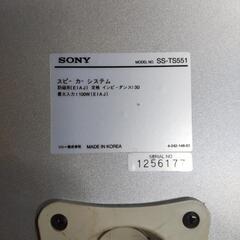 SONY MODEL NO. SS-TS551
スピーカーシステム
防磁形(EIAJ) 定格 インピーダンス:3Ω
最大入力:100W(EIAJ)
ソニー株式会社 MADE IN KOREA 4-242-148-01
SERIAL NO
1256177